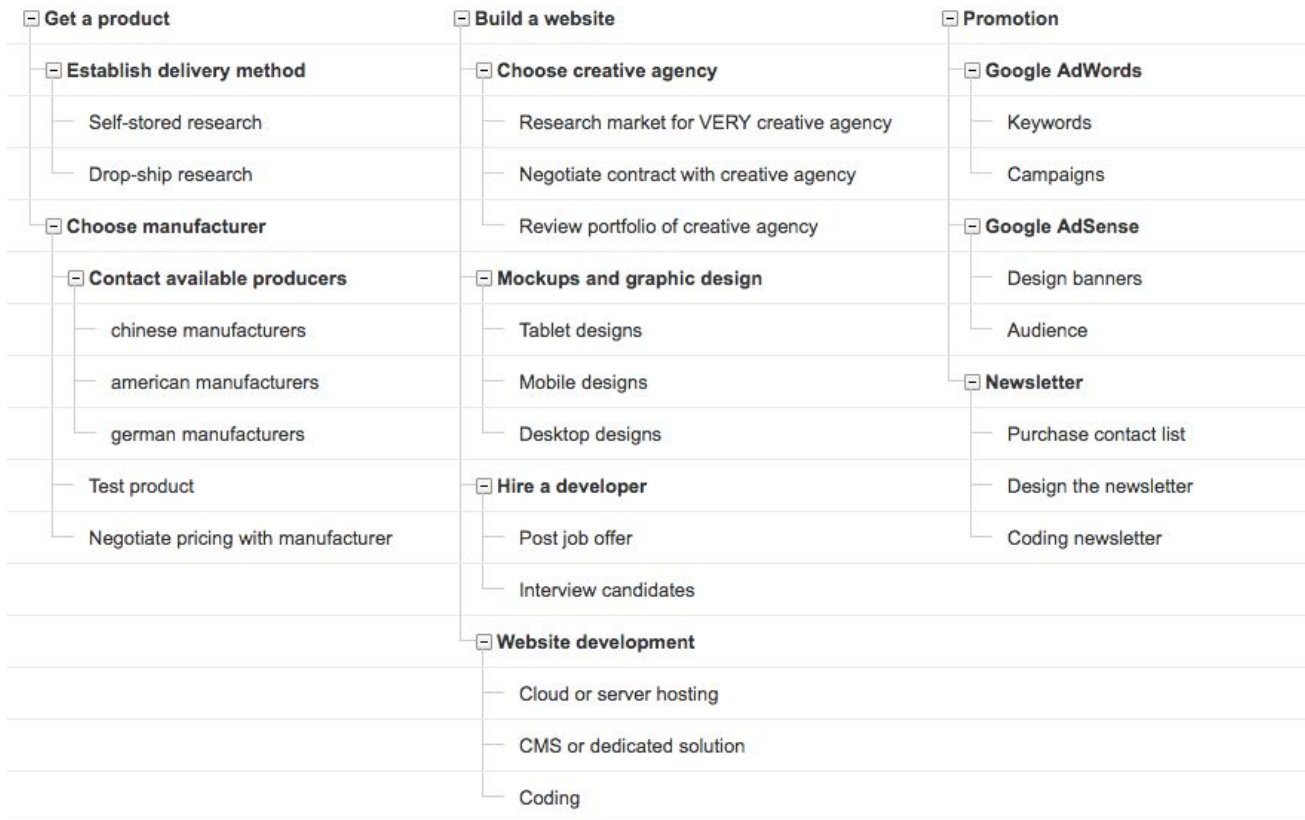 Get a product
Establish delivery method
Self-stored research
Drop-ship research
Choose manufacturer
Contact available producers
chinese manufacturers
american manufacturers
german manufacturers
Test product
Negotiate pricing with manufacturer
Build a website
Choose creative agency
Research market for VERY creative agency
Negotiate contract with creative agency
Review portfolio of creative agency
Mockups and graphic design
Tablet designs
Mobile designs
Desktop designs
Hire a developer
Post job offer
Interview candidates
Website development
Cloud or server hosting
CMS or dedicated solution
Coding
Promotion
Google AdWords
Keywords
Campaigns
Google AdSense
Design banners
Audience
Newsletter
Purchase contact list
Design the newsletter
Coding newsletter